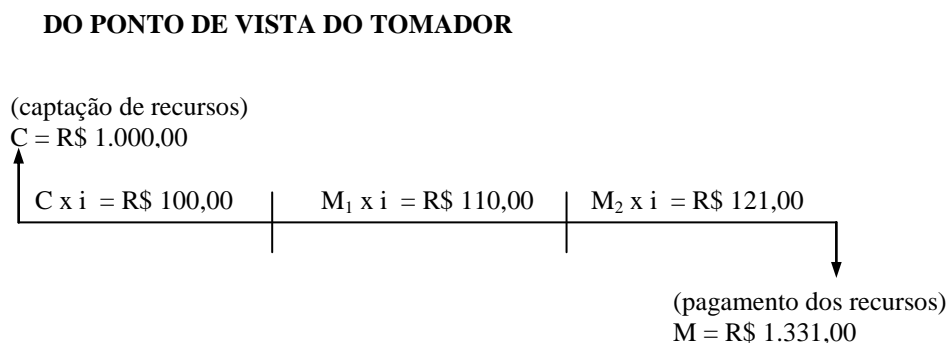 DO PONTO DE VISTA DO TOMADOR
(captação de recursos)
C = R$ 1.000,00
C x i = R$ 100,00 M₁ x i = R$ 110,00 M₂ x i = R$ 121,00
(pagamento dos recursos)
M = R$ 1.331,00